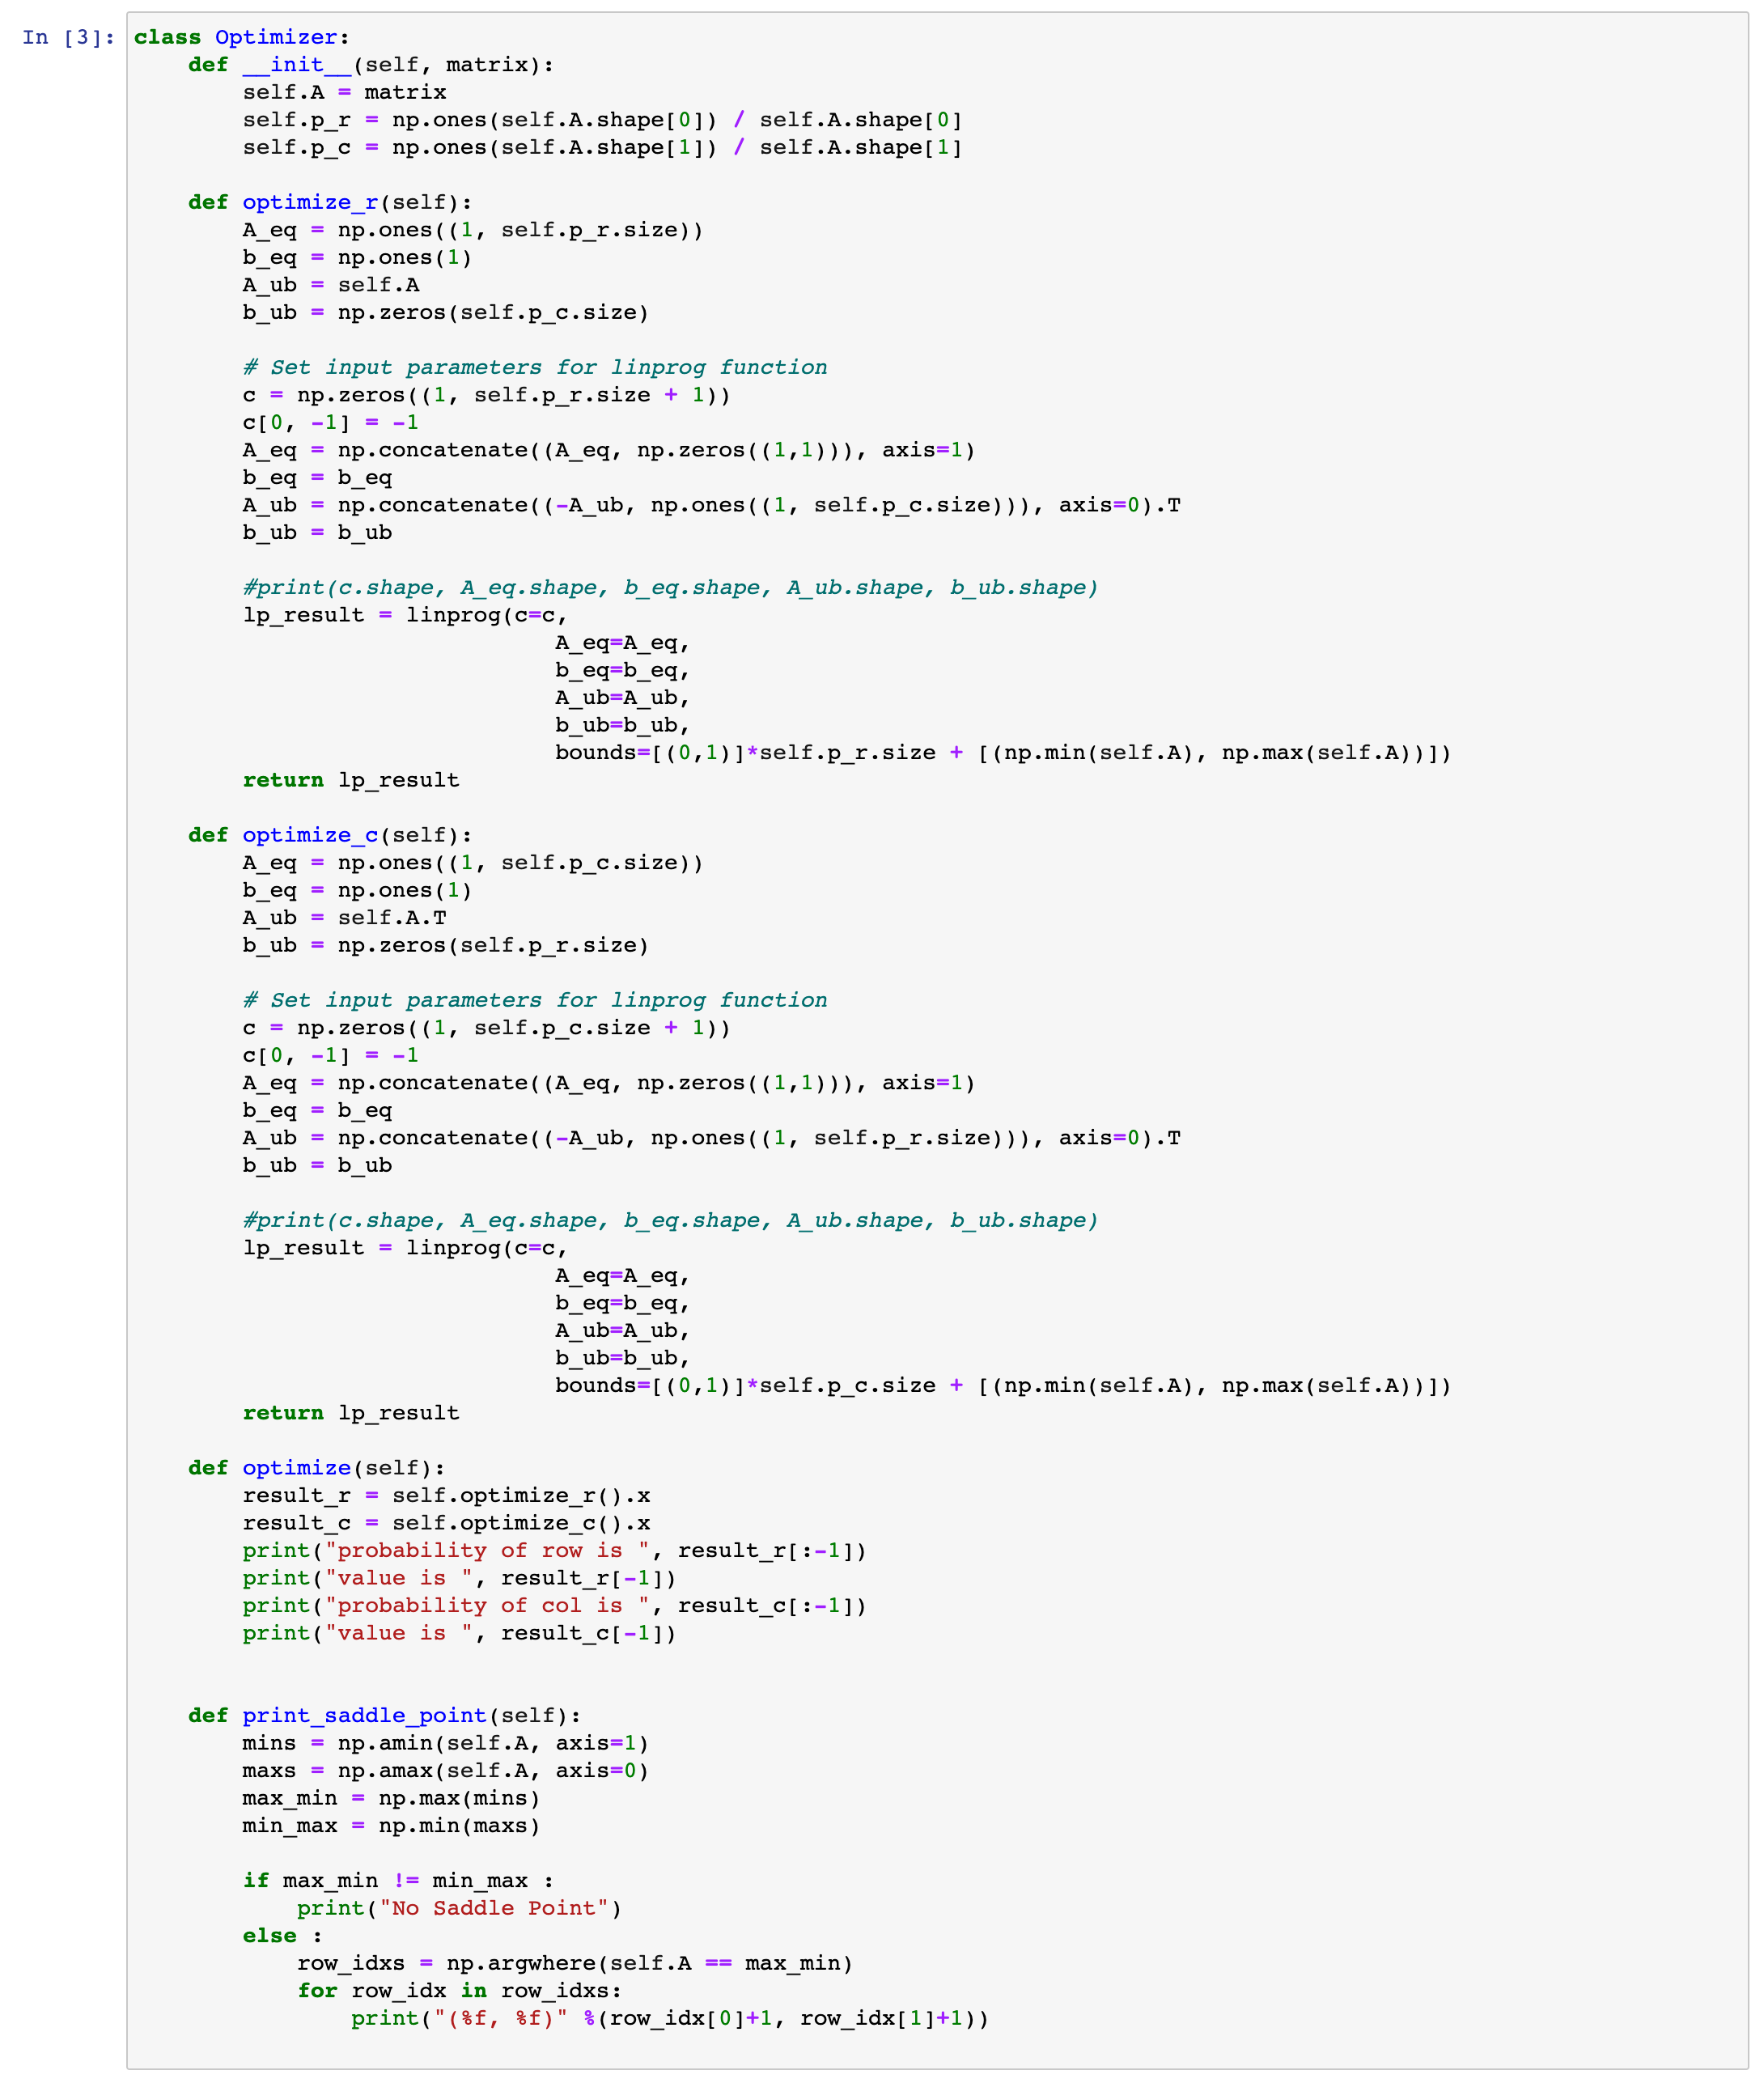 In [3]: class Optimizer:
    def __init__(self, matrix):
        self.A = matrix
        self.p_r = np.ones(self.A.shape[0]) / self.A.shape[0]
        self.p_c = np.ones(self.A.shape[1]) / self.A.shape[1]

    def optimize_r(self):
        A_eq = np.ones((1, self.p_r.size))
        b_eq = np.ones(1)
        A_ub = self.A
        b_ub = np.zeros(self.p_c.size)

        # Set input parameters for linprog function
        c = np.zeros((1, self.p_r.size + 1))
        c[0, -1] = -1
        A_eq = np.concatenate((A_eq, np.zeros((1,1))), axis=1)
        b_eq = b_eq
        A_ub = np.concatenate((-A_ub, np.ones((1, self.p_c.size))), axis=0).T
        b_ub = b_ub

        #print(c.shape, A_eq.shape, b_eq.shape, A_ub.shape, b_ub.shape)
        lp_result = linprog(c=c,
                               A_eq=A_eq,
                               b_eq=b_eq,
                               A_ub=A_ub,
                               b_ub=b_ub,
                               bounds=[(0,1)]*self.p_r.size + [(np.min(self.A), np.max(self.A))])
        return lp_result

    def optimize_c(self):
        A_eq = np.ones((1, self.p_c.size))
        b_eq = np.ones(1)
        A_ub = self.A.T
        b_ub = np.zeros(self.p_r.size)

        # Set input parameters for linprog function
        c = np.zeros((1, self.p_c.size + 1))
        c[0, -1] = -1
        A_eq = np.concatenate((A_eq, np.zeros((1,1))), axis=1)
        b_eq = b_eq
        A_ub = np.concatenate((-A_ub, np.ones((1, self.p_r.size))), axis=0).T
        b_ub = b_ub

        #print(c.shape, A_eq.shape, b_eq.shape, A_ub.shape, b_ub.shape)
        lp_result = linprog(c=c,
                               A_eq=A_eq,
                               b_eq=b_eq,
                               A_ub=A_ub,
                               b_ub=b_ub,
                               bounds=[(0,1)]*self.p_c.size + [(np.min(self.A), np.max(self.A))])
        return lp_result

    def optimize(self):
        result_r = self.optimize_r().x
        result_c = self.optimize_c().x
        print("probability of row is ", result_r[:-1])
        print("value is ", result_r[-1])
        print("probability of col is ", result_c[:-1])
        print("value is ", result_c[-1])


    def print_saddle_point(self):
        mins = np.amin(self.A, axis=1)
        maxs = np.amax(self.A, axis=0)
        max_min = np.max(mins)
        min_max = np.min(maxs)

        if max_min != min_max :
            print("No Saddle Point")
        else :
            row_idxs = np.argwhere(self.A == max_min)
            for row_idx in row_idxs:
                print("(%f, %f)" %(row_idx[0]+1, row_idx[1]+1))